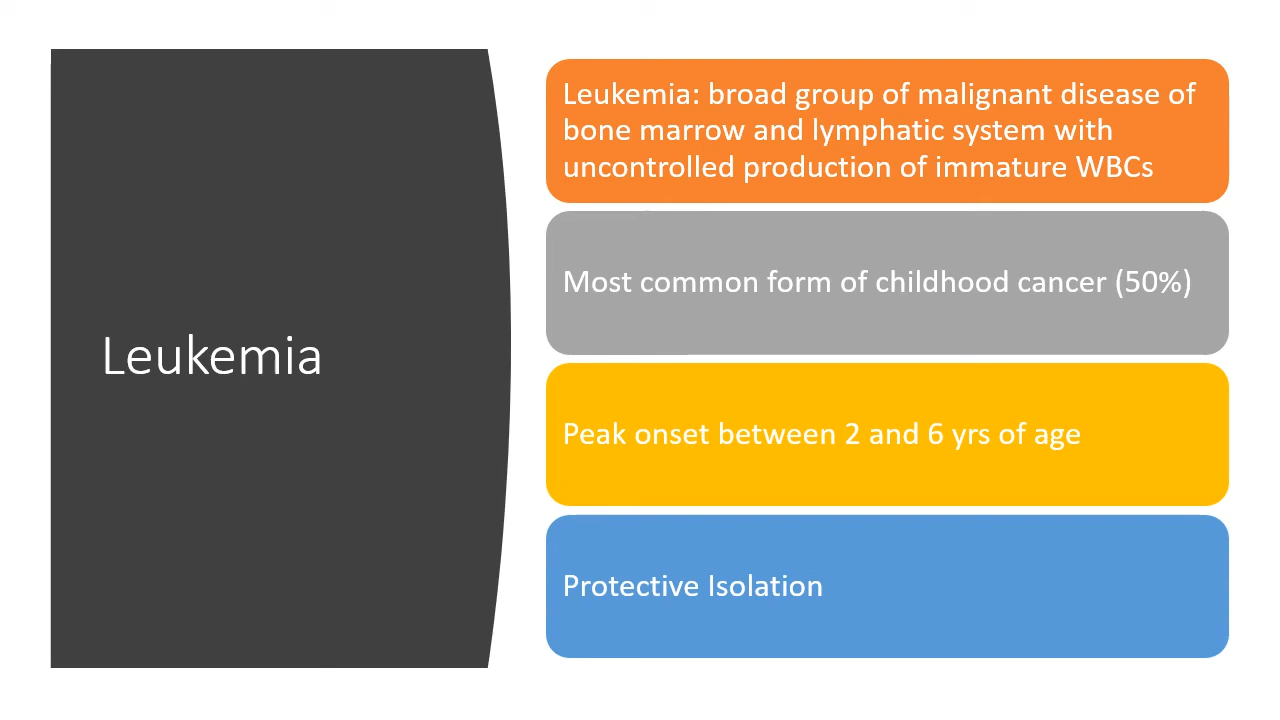 Leukemia
Leukemia: broad group of malignant disease of
bone marrow and lymphatic system with
uncontrolled production of immature WBCs
Most common form of childhood cancer (50%)
Peak onset between 2 and 6 yrs of age
Protective Isolation